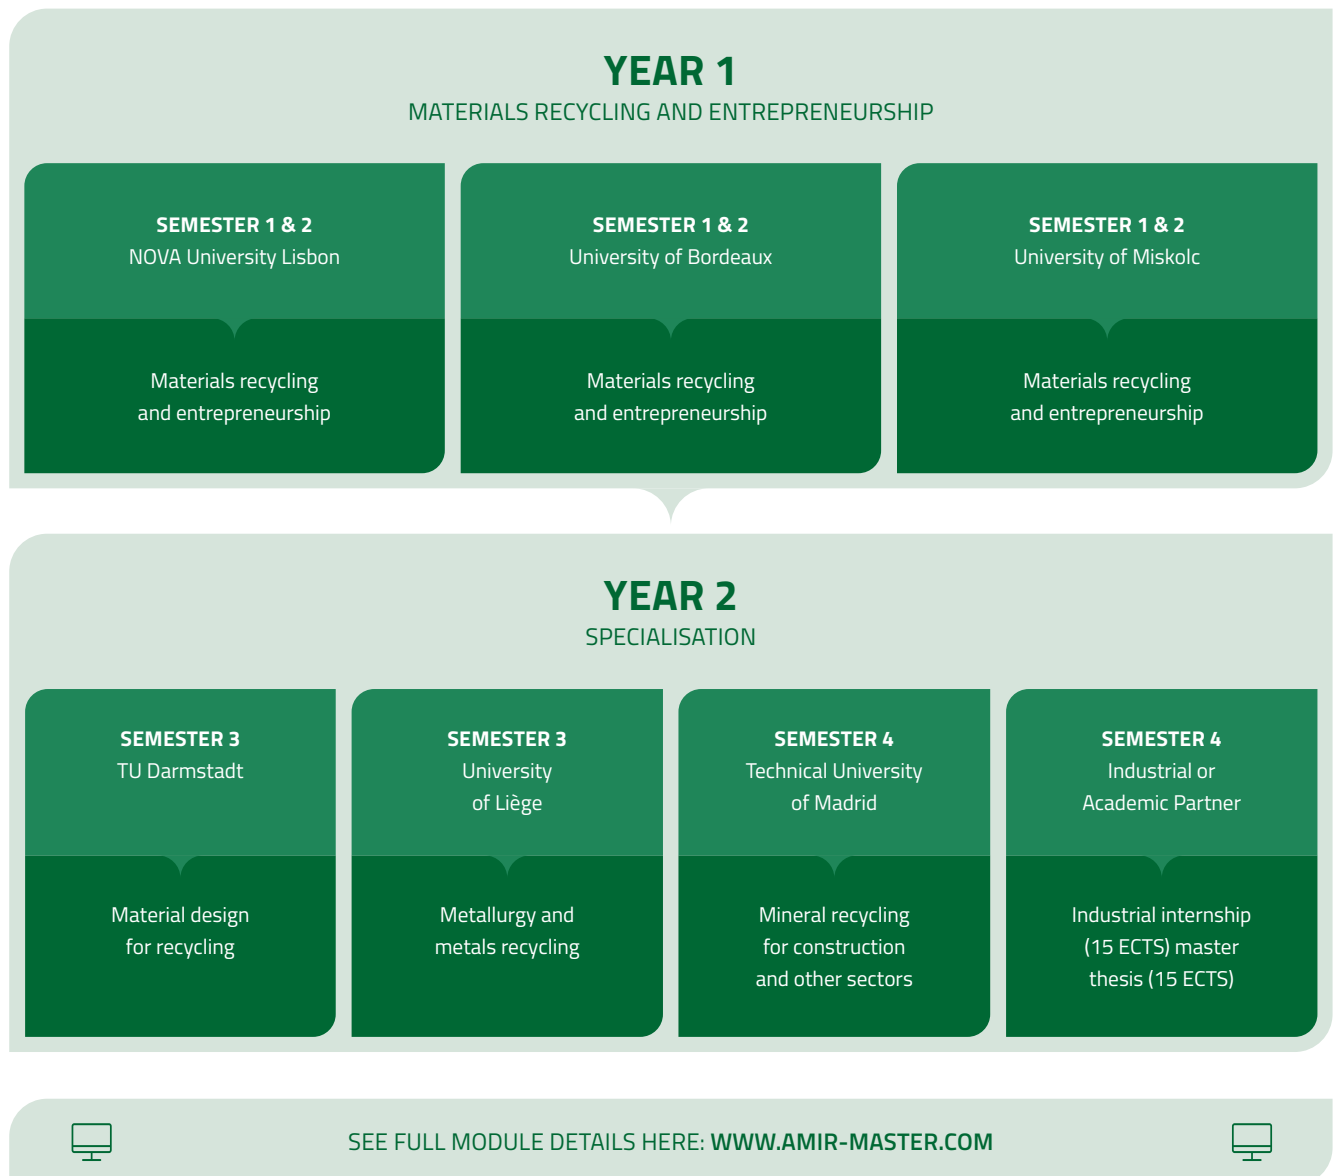 YEAR 1
MATERIALS RECYCLING AND ENTREPRENEURSHIP
SEMESTER 1 & 2
NOVA University Lisbon
Materials recycling
and entrepreneurship
SEMESTER 1 & 2
University of Bordeaux
Materials recycling
and entrepreneurship
SEMESTER 1 & 2
University of Miskolc
Materials recycling
and entrepreneurship
YEAR 2
SPECIALISATION
SEMESTER 3
TU Darmstadt
Material design
for recycling
SEMESTER 3
University
of Liège
Metallurgy and
metals recycling
SEMESTER 4
Technical University
of Madrid
Mineral recycling
for construction
and other sectors
SEMESTER 4
Industrial or
Academic Partner
Industrial internship
(15 ECTS) master
thesis (15 ECTS)
SEE FULL MODULE DETAILS HERE: WWW.AMIR-MASTER.COM